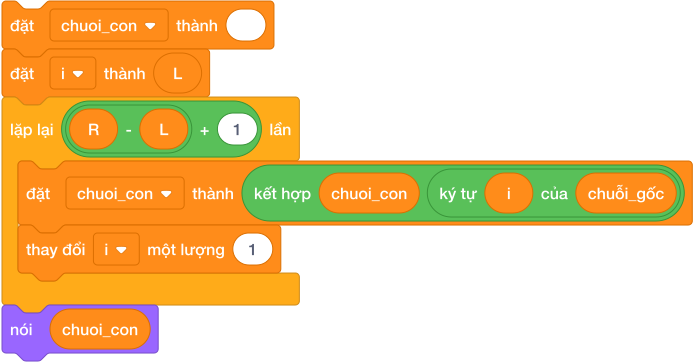 đặt chuoi_con thành
đặt i thành L
lặp lại R - L + 1 lần
đặt chuoi_con thành kết hợp chuoi_con ký tự i của chuỗi_gốc
thay đổi i một lượng 1
nói chuoi_con